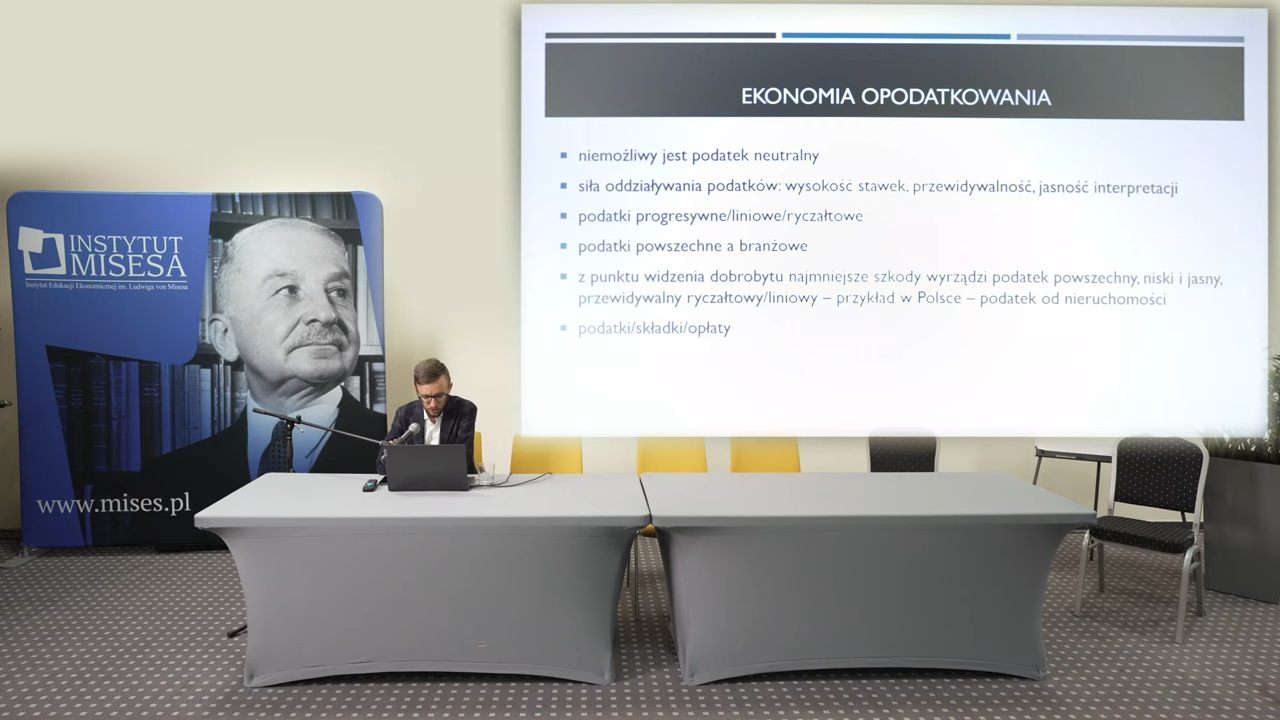 INSTYTUT
MISESA
Instytut Edukacji Ekonomicznej im. Ludwiga von Misesa
www.mises.pl
EKONOMIA OPODATKOWANIA
niemożliwy jest podatek neutralny
siła oddziaływania podatków: wysokość stawek, przewidywalność, jasność interpretacji
podatki progresywne/liniowe/ryczałtowe
podatki powszechne a branżowe
z punktu widzenia dobrobytu najmniejsze szkody wyrządzi podatek powszechny, niski i jasny,
przewidywalny ryczałtowy/liniowy – przykład w Polsce – podatek od nieruchomości
podatki/składki/opłaty